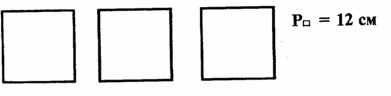 P□ = 12 см